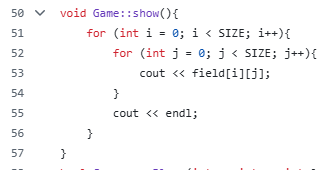 50 void Game::show(){
51 for (int i = 0; i < SIZE; i++){
52 for (int j = 0; j < SIZE; j++){
53 cout << field[i][j];
54 }
55 cout << endl;
56 }
57 }